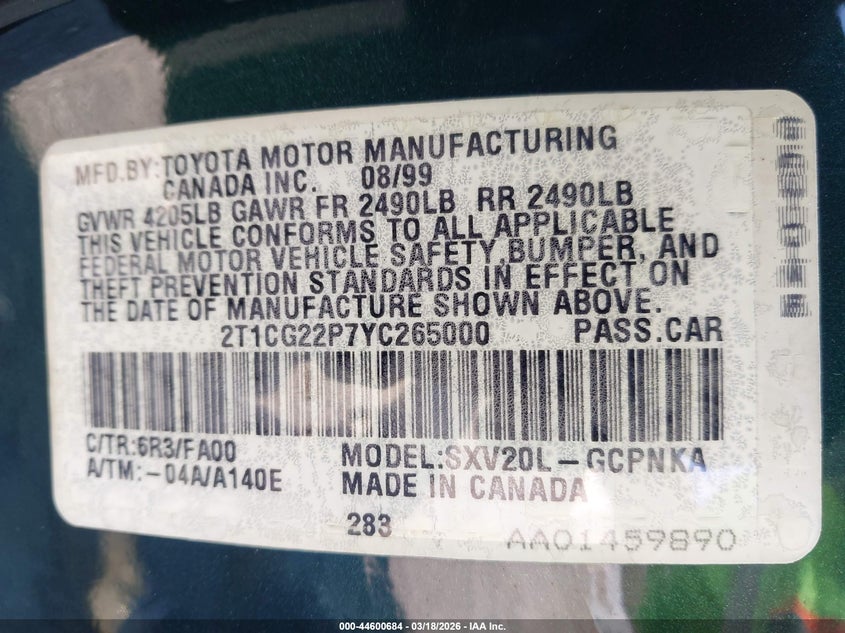 MFD.BY:TOYOTA MOTOR MANUFACTURING
CANADA INC. 08/99
GVWR 4205LB GAWR FR 2490LB RR 2490LB
THIS VEHICLE CONFORMS TO ALL APPLICABLE
FEDERAL MOTOR VEHICLE SAFETY,BUMPER, AND
THEFT PREVENTION STANDARDS IN EFFECT ON
THE DATE OF MANUFACTURE SHOWN ABOVE.
2T1CG22P7YC265000 PASS.CAR
C/TR:6R3/FA00
A/TM:-04A/A140E
MODEL:SXV20L-GCPNKA
MADE IN CANADA
283
AA01459890
000-44600684 | 03/18/2026 | IAA Inc.